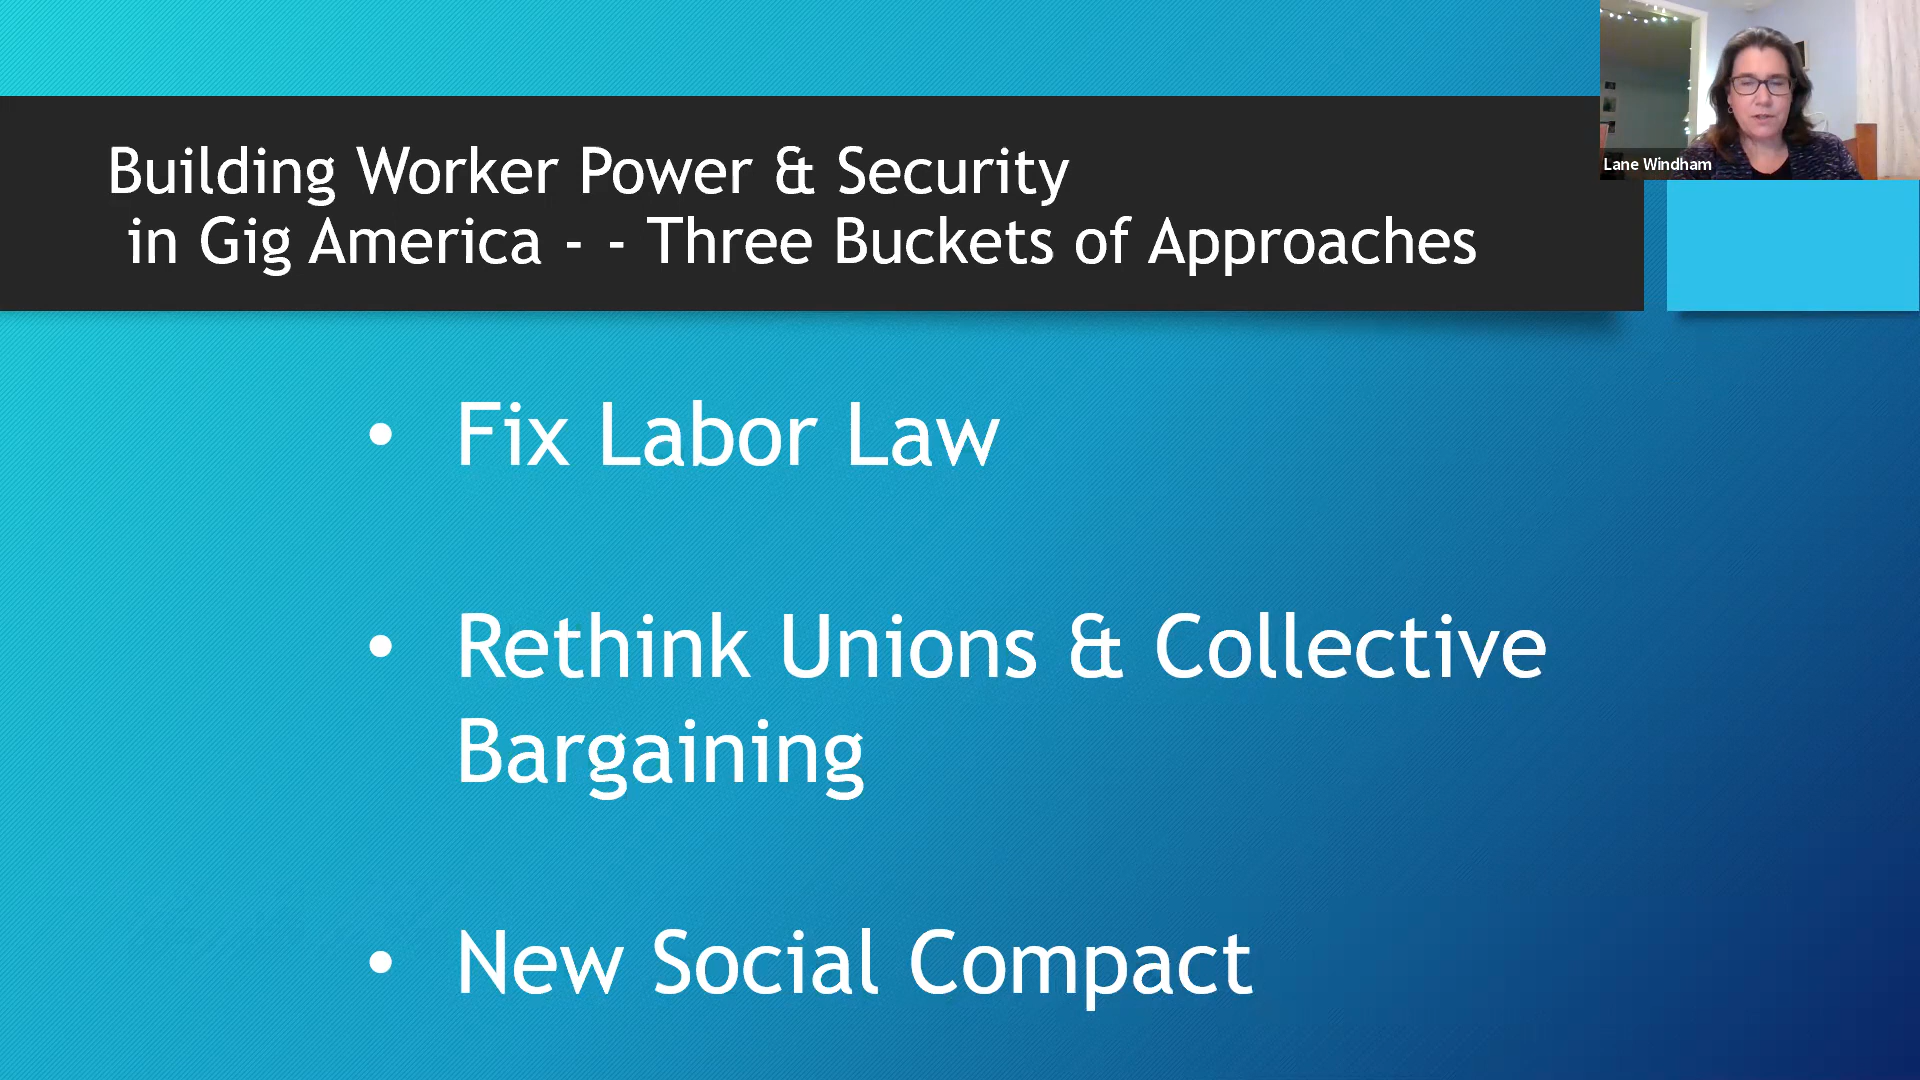 Building Worker Power & Security
in Gig America - - Three Buckets of Approaches
Lane Windham
• Fix Labor Law
• Rethink Unions & Collective
Bargaining
• New Social Compact